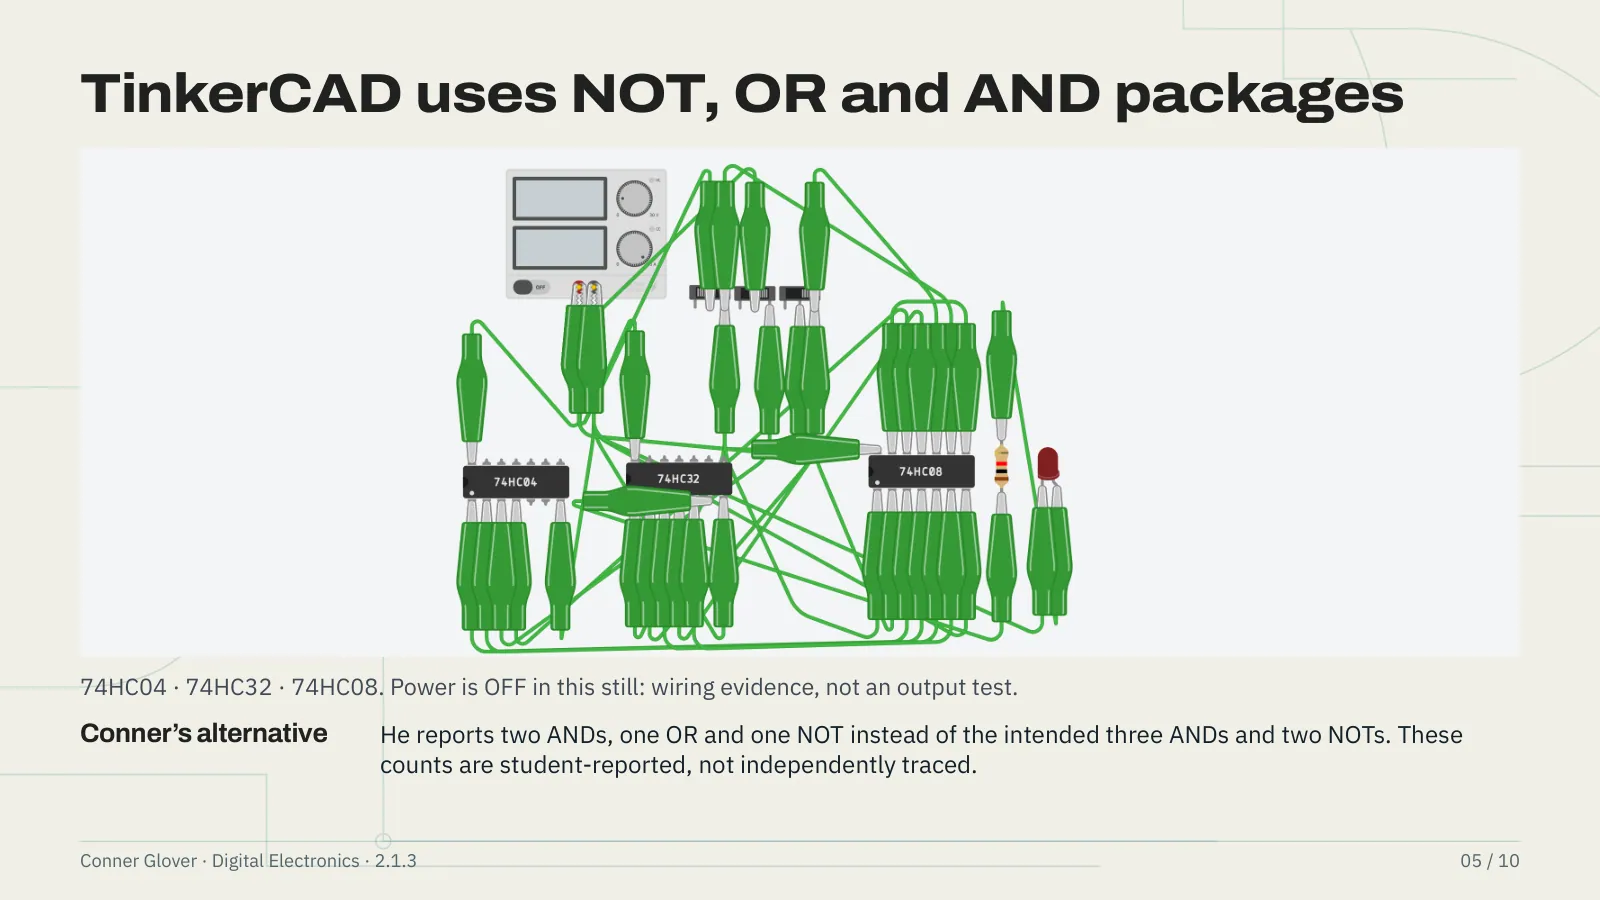 TinkerCAD uses NOT, OR and AND packages
OFF
74HC04
74HC32
74HC08
74HC04 · 74HC32 · 74HC08. Power is OFF in this still: wiring evidence, not an output test.
Conner’s alternative
He reports two ANDs, one OR and one NOT instead of the intended three ANDs and two NOTs. These
counts are student-reported, not independently traced.
Conner Glover · Digital Electronics · 2.1.3
05 / 10